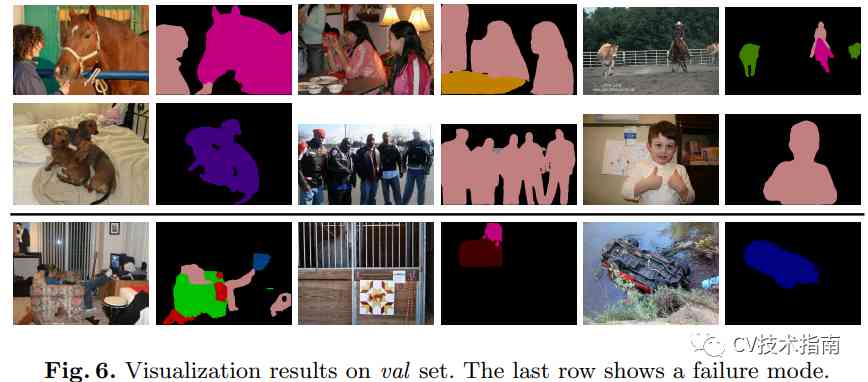 CV技术指南
Fig. 6. Visualization results on val set. The last row shows a failure mode.